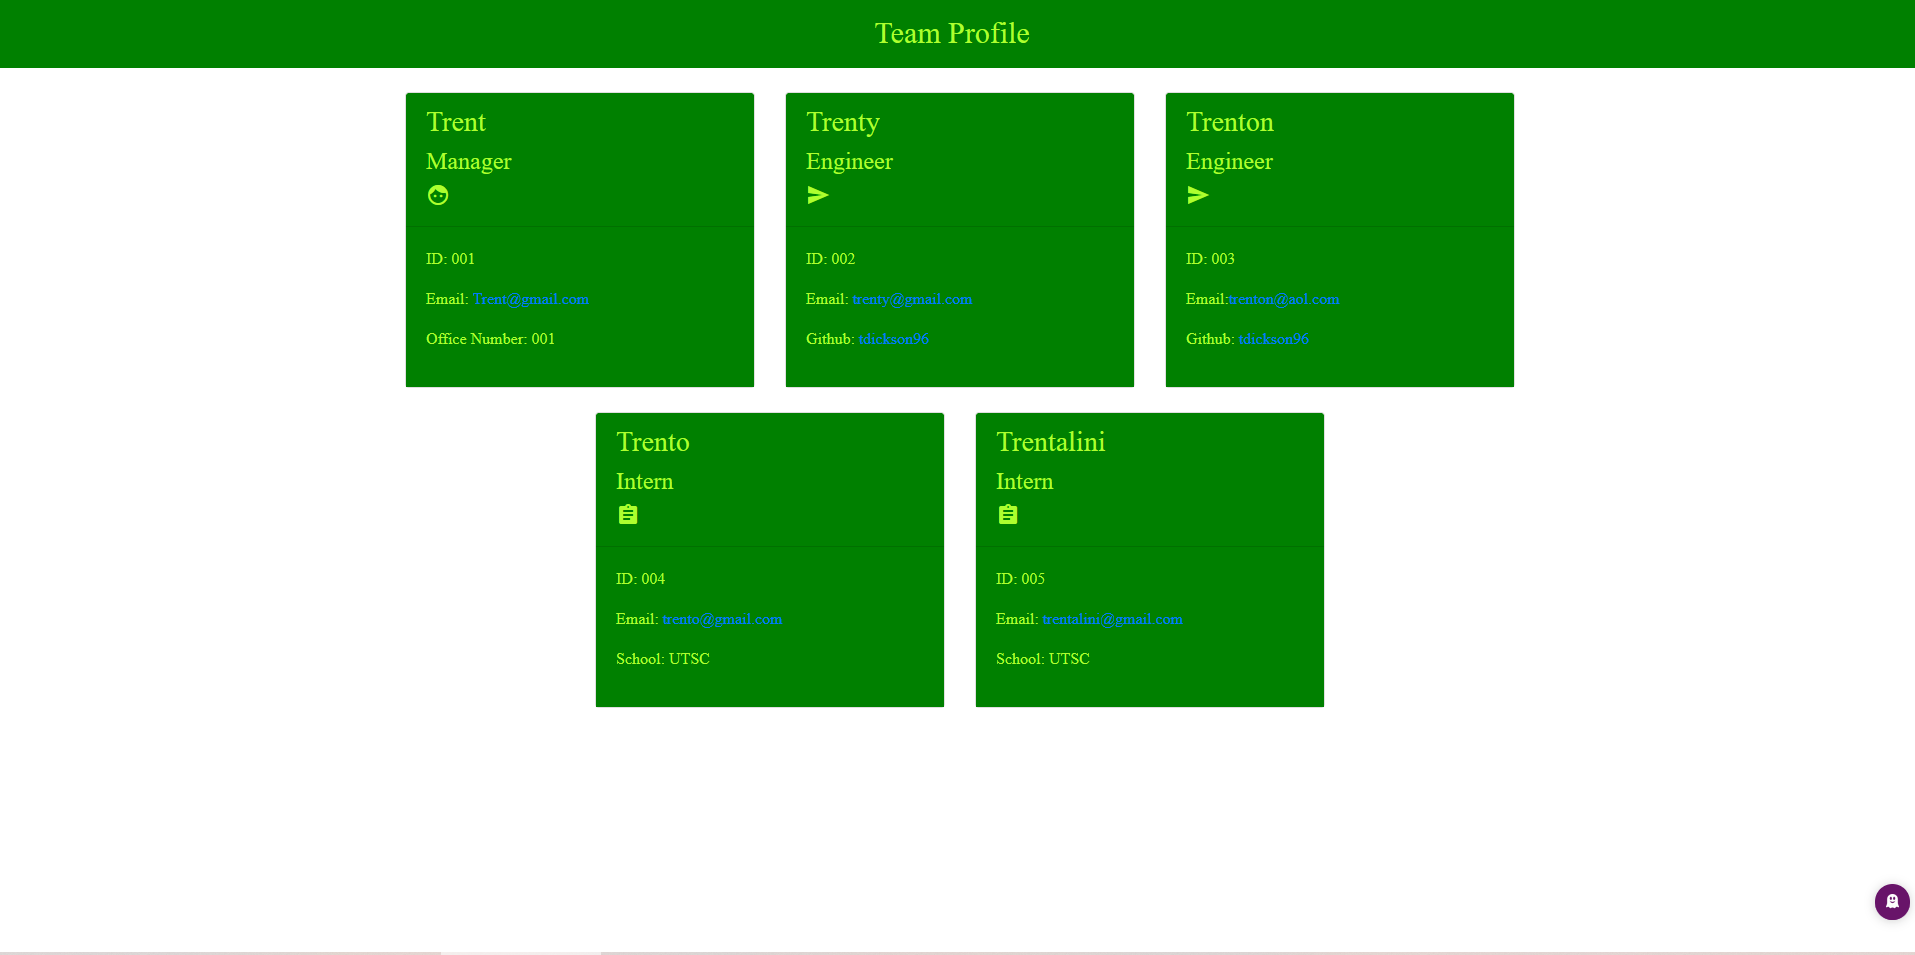 Team Profile
Trent
Manager
ID: 001
Email: Trent@gmail.com
Office Number: 001
Trenty
Engineer
ID: 002
Email: trenty@gmail.com
Github: tdickson96
Trenton
Engineer
ID: 003
Email:trenton@aol.com
Github: tdickson96
Trento
Intern
ID: 004
Email: trento@gmail.com
School: UTSC
Trentalini
Intern
ID: 005
Email: trentalini@gmail.com
School: UTSC